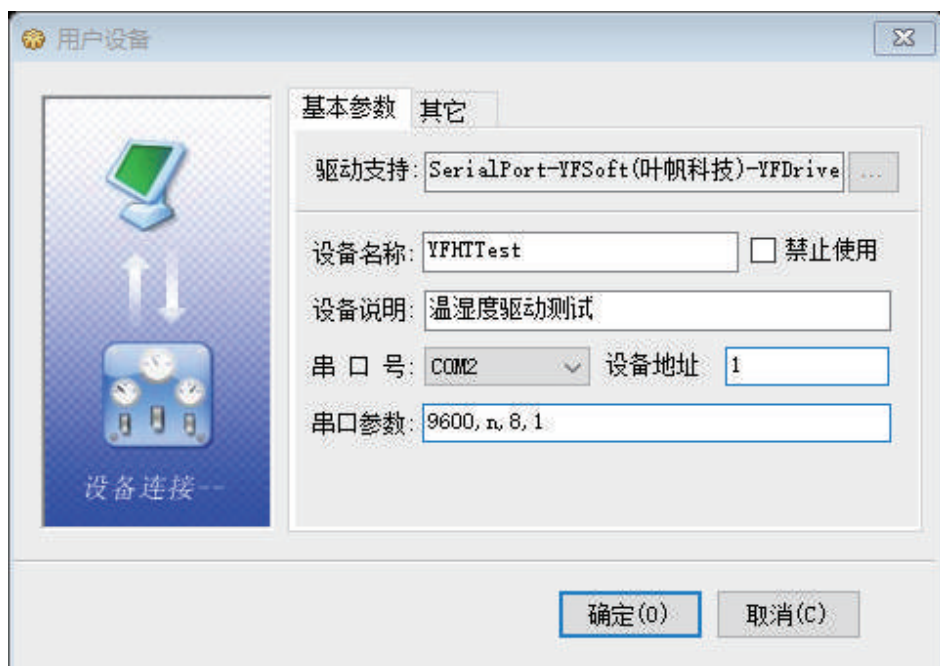 用户设备
基本参数 其它
驱动支持: SerialPort-YFSoft(叶帆科技)-YFDrive ...
设备名称: YFHTTest 禁止使用
设备说明: 温湿度驱动测试
串 口 号: COM2 设备地址 1
串口参数: 9600,n,8,1
设备连接--
确定(O) 取消(C)